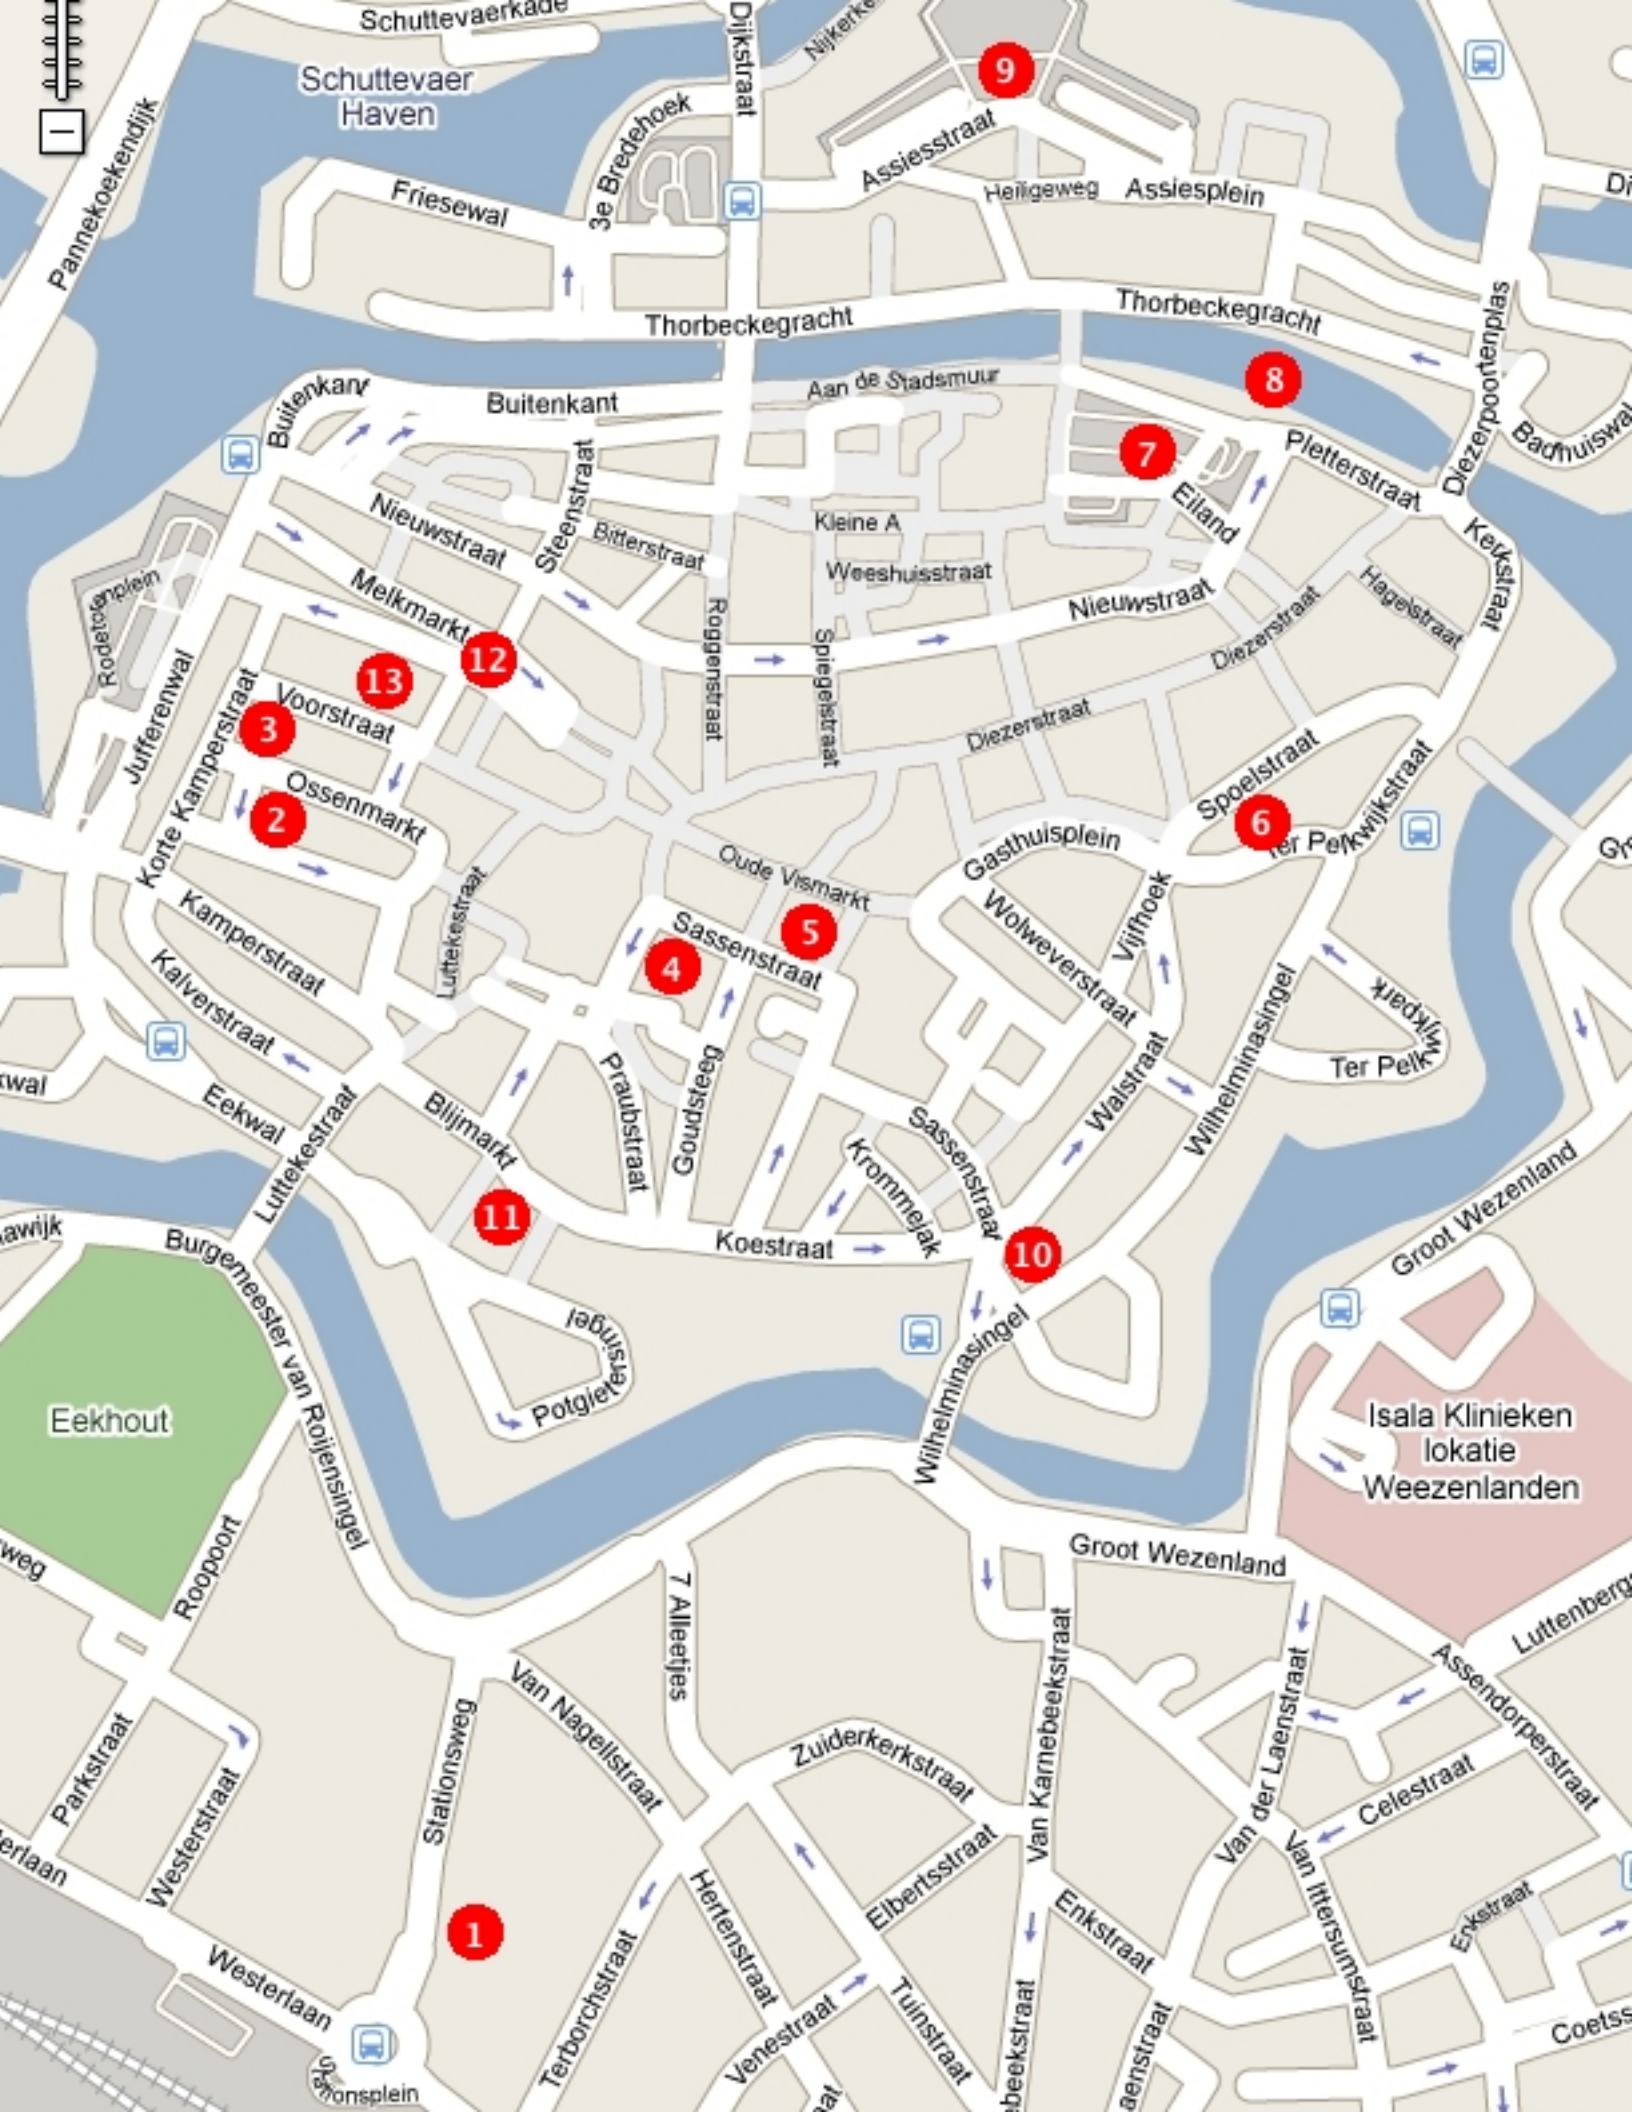 Schuttevaerkade
Dijkstraat
9
Schuttevaer
Haven
Pannekoekendijk
3e Bredehoek
Assiesstraat
Friesewal
Heiligeweg
Assiesplein
Thorbeckegracht
Thorbeckegracht
Diezerpoortenplas
Buitenkant
Aan de Stadsmuur
8
Buitenkant
7
Pletterstraat
Badhuiswal
Nieuwstraat
Steenstraat
Bitterstraat
Kleine A
Eiland
Kerkstraat
Weeshuisstraat
Melkmarkt
Nieuwstraat
Hagelstraat
Rodetorenplein
Roggenstraat
Spiegelstraat
Diezerstraat
12
13
Jufferenwal
Korte Kamperstraat
Voorstraat
3
Diezerstraat
Ossenmarkt
2
Spoelstraat
6
Ter Pelkwijkstraat
Gasthuisplein
Oude Vismarkt
Luttekestraat
Kamperstraat
Sassenstraat
5
4
Wolweverstraat
Vijfhoek
Kalverstraat
Wilhelminasingel
Ter Pelkwijkpark
Eekwal
Blijmarkt
Praubstraat
Goudsteeg
Walstraat
Sassenstraat
Krommejak
Luttekestraat
11
Koestraat
10
Groot Wezenland
Burgemeester van Roijensingel
Potgietersingel
Wilhelminasingel
Eekhout
Isala Klinieken
lokatie
Weezenlanden
Roopoort
Groot Wezenland
7 Alleetjes
Assendorperstraat
Van Nagellstraat
Van Karnebeekstraat
Van der Laenstraat
Parkstraat
Westerstraat
Stationsweg
Zuiderkerkstraat
Celestraat
Elbertsstraat
Van Ittersumstraat
1
Hertenstraat
Enkstraat
Enkstraat
Westerlaan
Terborchstraat
Venestraat
Tuinstraat
Stationsplein